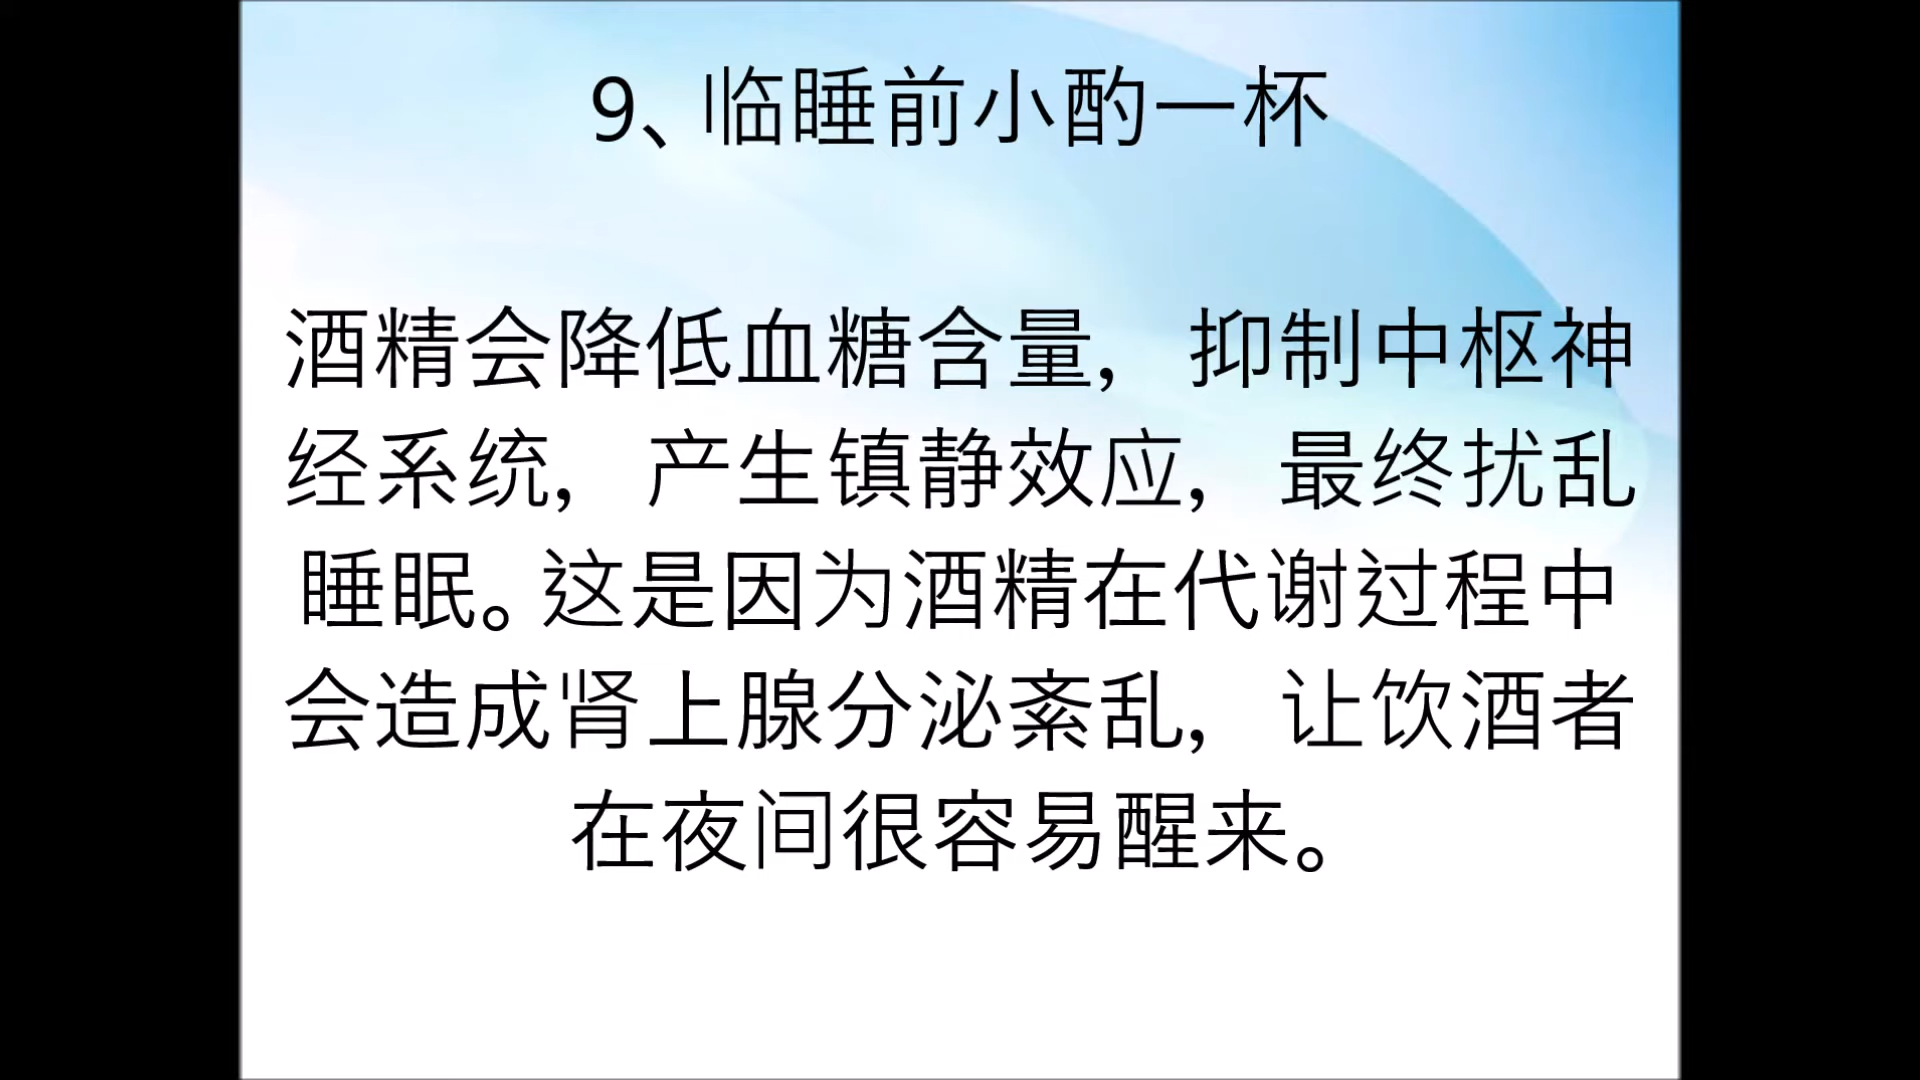 9、临睡前小酌一杯
酒精会降低血糖含量，抑制中枢神
经系统，产生镇静效应，最终扰乱
睡眠。这是因为酒精在代谢过程中
会造成肾上腺分泌紊乱，让饮酒者
在夜间很容易醒来。